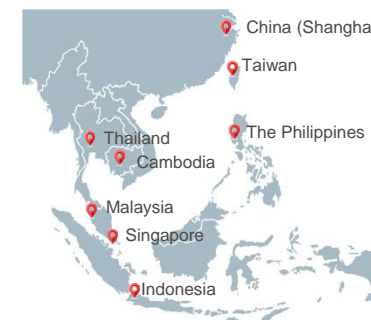 China (Shangha
Taiwan
Thailand
The Philippines
Cambodia
Malaysia
Singapore
Indonesia